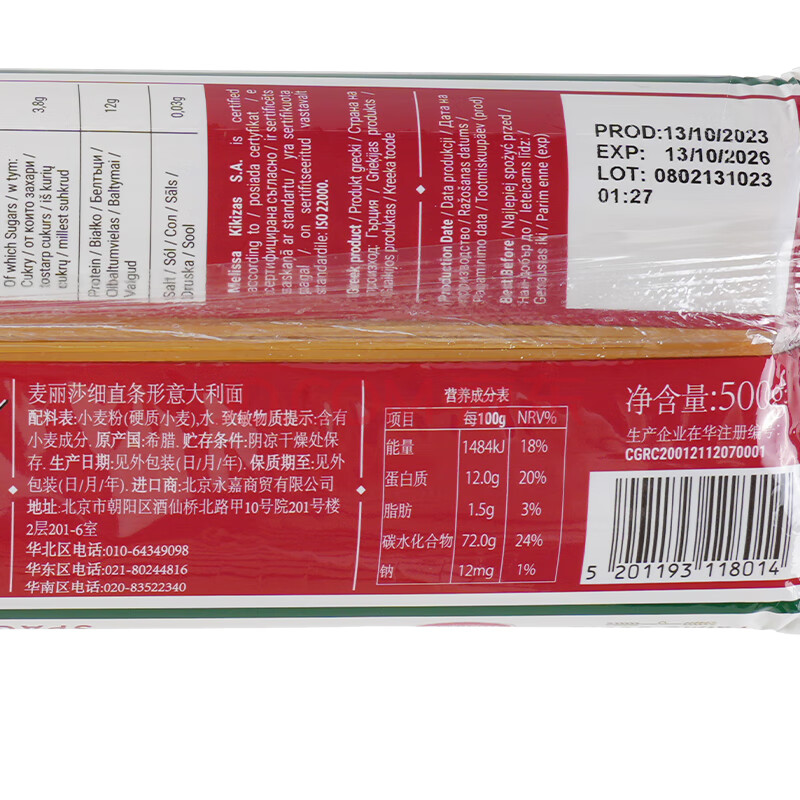 3,8g
Of which Sugars / w tym:
Cukry / от които захари /
tostarp cukurs / iš kurių
cukrų / millest suhkrud
12g
Protein / Białko / Белтъци /
Olbaltumvielas / Baltymai /
Valgud
0,03g
Salt / Sól / Сол / Sāls /
Druska / Sool
Melissa Kikizas S.A. is certified
according to / posiada certyfikat / е
сертифицирана съгласно / ir sertificēts
saskaņā ar standartu / yra sertifikuota
pagal / on sertifitseeritud vastavalt
standardile: ISO 22000.
Greek product / Produkt grecki / Страна на
произход: Гърция / Grieķijas produkts /
Graikijos produktas / Kreeka toode
Production Date / Data produkcji / Дата на
производство / Ražošanas datums /
Pagaminimo data / Tootmiskuupäev (prod)
Best Before / Najlepiej spożyć przed /
Най-добър до / Ieteicams līdz: /
Geriausias iki / Parim enne (exp)
PROD:13/10/2023
EXP: 13/10/2026
LOT: 0802131023
01:27
麦丽莎细直条形意大利面
配料表:小麦粉(硬质小麦),水. 致敏物质提示:含有
小麦成分. 原产国:希腊. 贮存条件:阴凉干燥处保
存. 生产日期:见外包装(日/月/年). 保质期至:见外
包装(日/月/年). 进口商:北京永嘉商贸有限公司
地址:北京市朝阳区酒仙桥北路甲10号院201号楼
2层201-6室
华北区电话:010-64349098
华东区电话:021-80244816
华南区电话:020-83522340
营养成分表
项目 每100g NRV%
能量 1484kJ 18%
蛋白质 12.0g 20%
脂肪 1.5g 3%
碳水化合物 72.0g 24%
钠 12mg 1%
净含量:500g
生产企业在华注册编号:
CGRC20012112070001
5 201193 118014